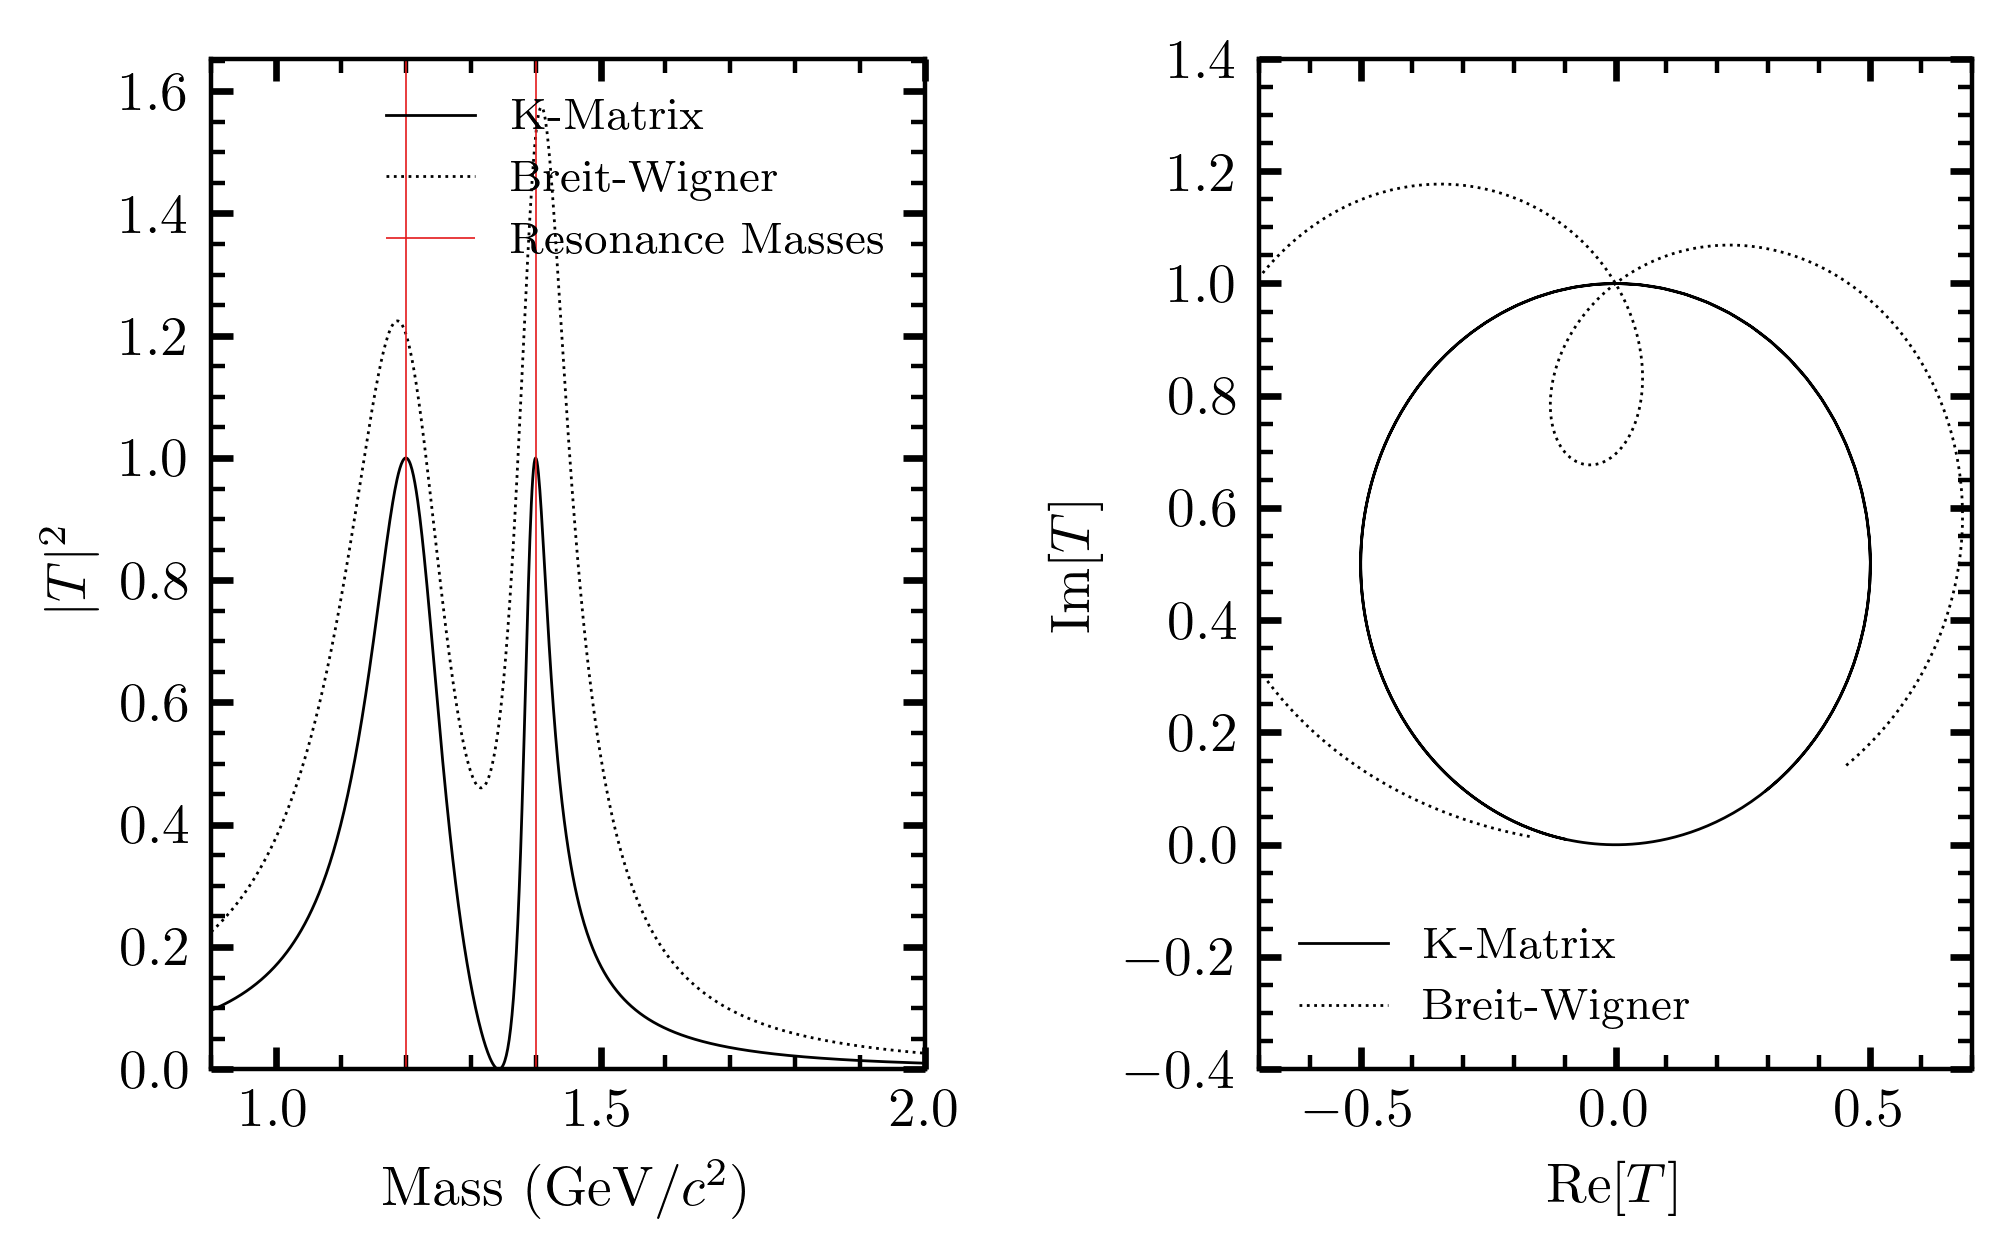 |T|²
1.6
1.4
1.2
1.0
0.8
0.6
0.4
0.2
0.0
K-Matrix
Breit-Wigner
Resonance Masses
1.0 1.5 2.0
Mass (GeV/c²)
Im[T]
1.4
1.2
1.0
0.8
0.6
0.4
0.2
0.0
−0.2
−0.4
K-Matrix
Breit-Wigner
−0.5 0.0 0.5
Re[T]